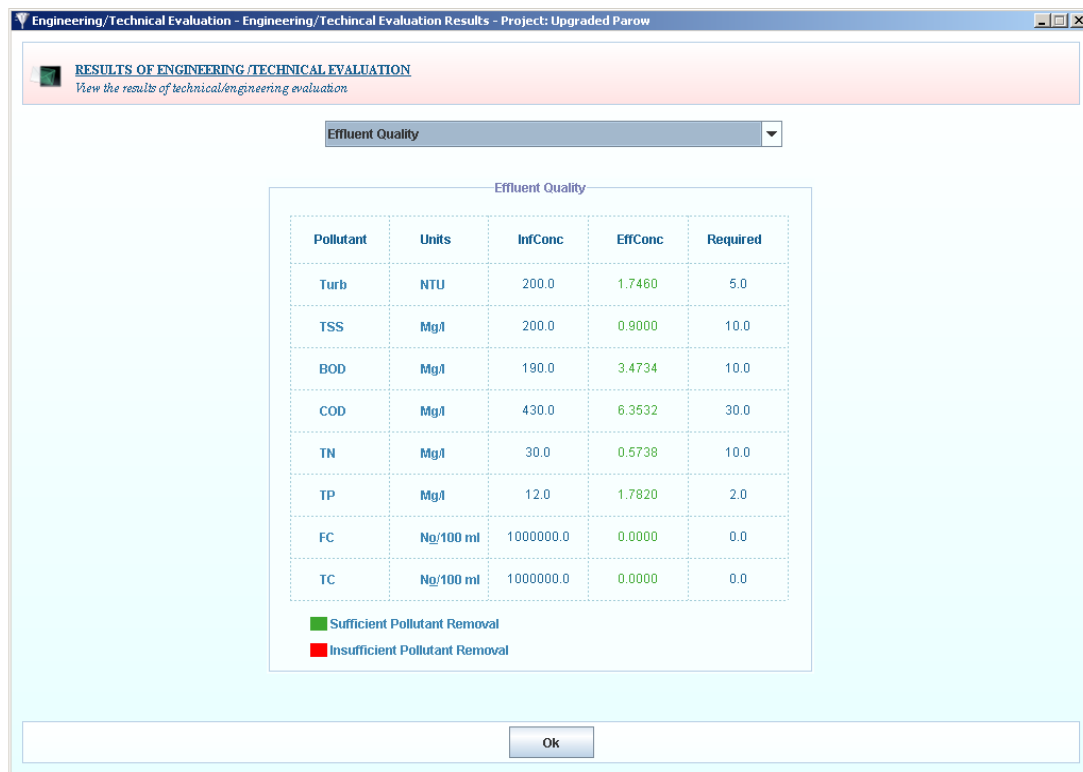 Engineering/Technical Evaluation - Engineering/Techincal Evaluation Results - Project: Upgraded Parow
RESULTS OF ENGINEERING /TECHNICAL EVALUATION
View the results of technical/engineering evaluation
Effluent Quality
Effluent Quality
Pollutant Units InfConc EffConc Required
Turb NTU 200.0 1.7460 5.0
TSS Mg/l 200.0 0.9000 10.0
BOD Mg/l 190.0 3.4734 10.0
COD Mg/l 430.0 6.3532 30.0
TN Mg/l 30.0 0.5738 10.0
TP Mg/l 12.0 1.7820 2.0
FC No/100 ml 1000000.0 0.0000 0.0
TC No/100 ml 1000000.0 0.0000 0.0
Sufficient Pollutant Removal
Insufficient Pollutant Removal
Ok